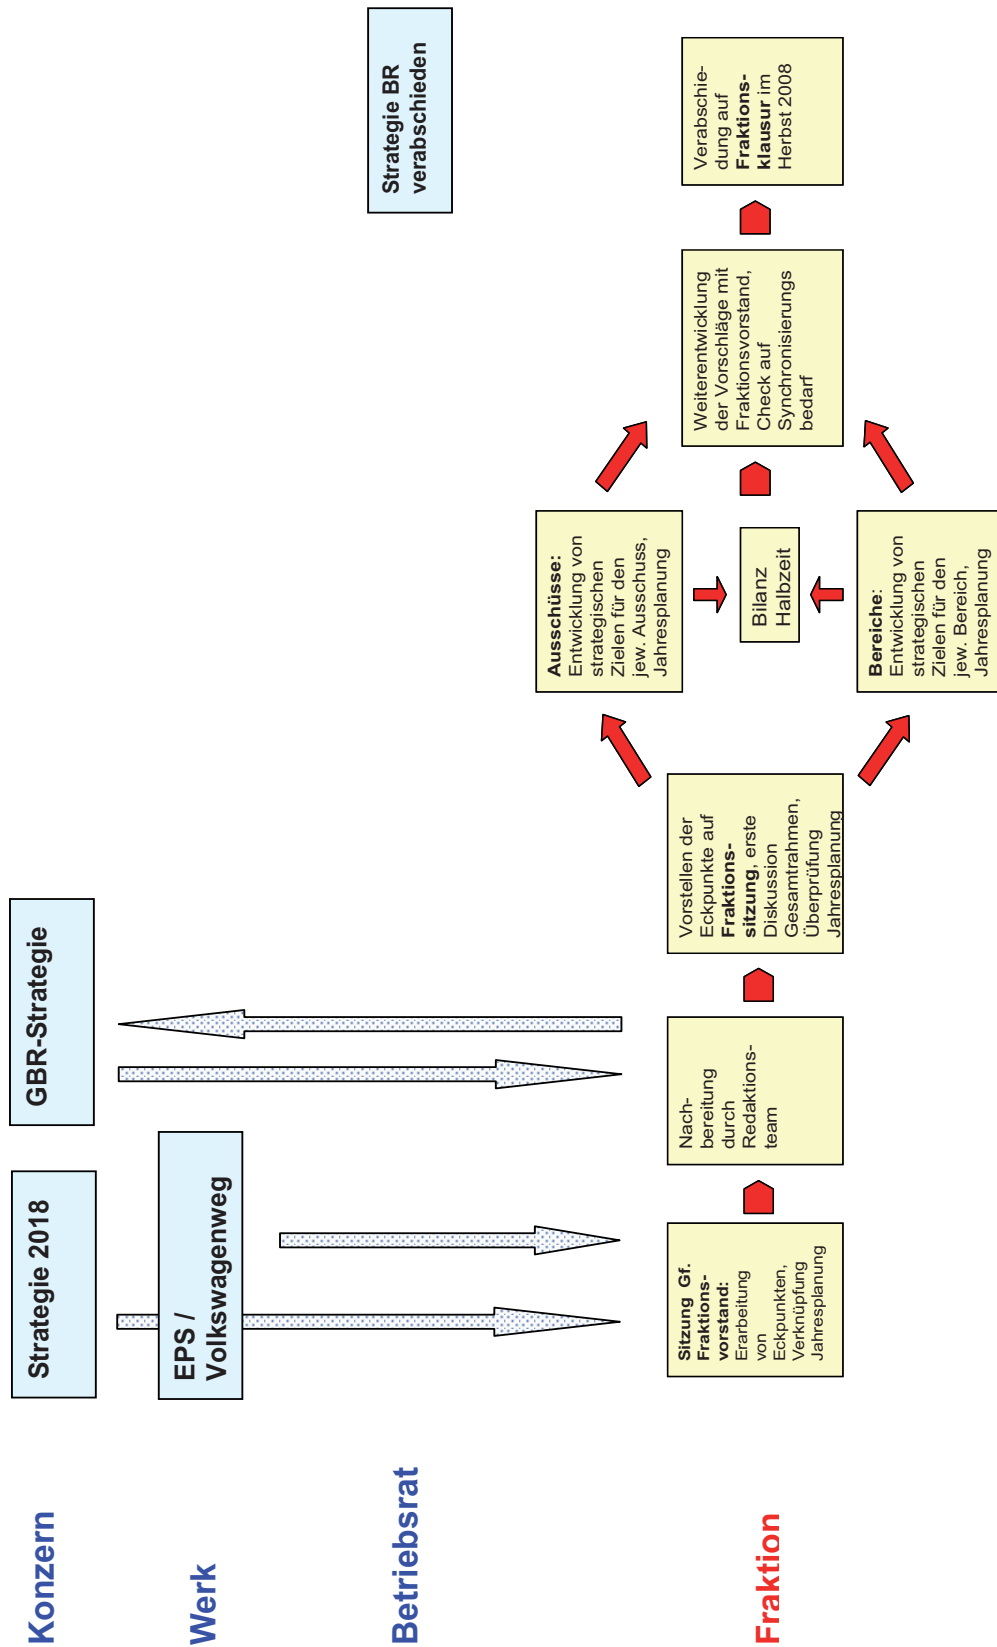 Konzern
Strategie 2018
GBR-Strategie
Werk
EPS /
Volkswagenweg
Betriebsrat
Strategie BR
verabschieden
Fraktion
Sitzung Gf.
Fraktions-
vorstand:
Erarbeitung
von
Eckpunkten,
Verknüpfung
Jahresplanung
Nach-
bereitung
durch
Redaktions-
team
Vorstellen der
Eckpunkte auf
Fraktions-
sitzung, erste
Diskussion
Gesamtrahmen,
Überprüfung
Jahresplanung
Ausschüsse:
Entwicklung von
strategischen
Zielen für den
jew. Ausschuss,
Jahresplanung
Bilanz
Halbzeit
Bereiche:
Entwicklung von
strategischen
Zielen für den
jew. Bereich,
Jahresplanung
Weiterentwicklung
der Vorschläge mit
Fraktionsvorstand,
Check auf
Synchronisierungs
bedarf
Verabschie-
dung auf
Fraktions-
klausur im
Herbst 2008